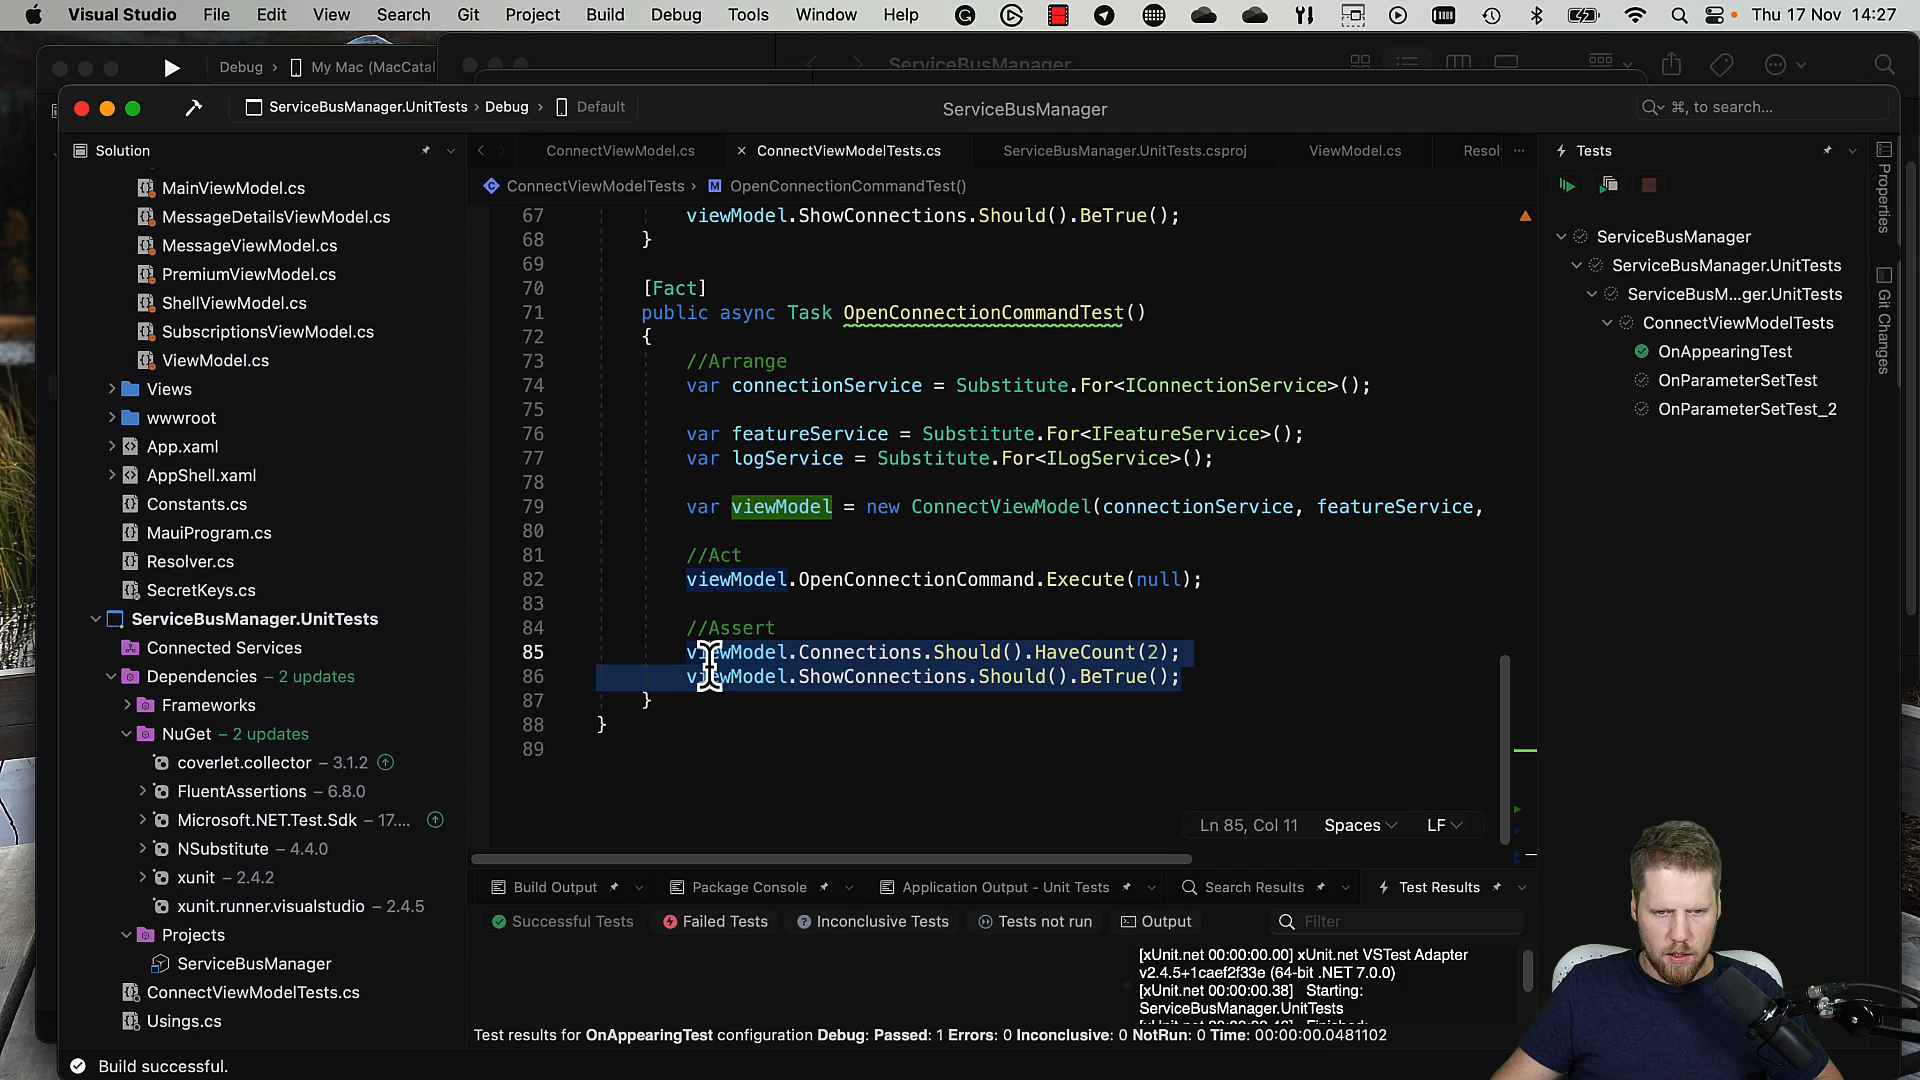 Visual Studio File Edit View Search Git Project Build Debug Tools Window Help Thu 17 Nov 14:27
Debug › My Mac (MacCatal ServiceBusManager
ServiceBusManager.UnitTests › Debug › Default ServiceBusManager ⌘, to search...
Solution
MainViewModel.cs
MessageDetailsViewModel.cs
MessageViewModel.cs
PremiumViewModel.cs
ShellViewModel.cs
SubscriptionsViewModel.cs
ViewModel.cs
Views
wwwroot
App.xaml
AppShell.xaml
Constants.cs
MauiProgram.cs
Resolver.cs
SecretKeys.cs
ServiceBusManager.UnitTests
Connected Services
Dependencies – 2 updates
Frameworks
NuGet – 2 updates
coverlet.collector – 3.1.2
FluentAssertions – 6.8.0
Microsoft.NET.Test.Sdk – 17....
NSubstitute – 4.4.0
xunit – 2.4.2
xunit.runner.visualstudio – 2.4.5
Projects
ServiceBusManager
ConnectViewModelTests.cs
Usings.cs
Build successful.
ConnectViewModel.cs × ConnectViewModelTests.cs ServiceBusManager.UnitTests.csproj ViewModel.cs Resol ...
ConnectViewModelTests › M OpenConnectionCommandTest()
67 viewModel.ShowConnections.Should().BeTrue();
68 }
69
70 [Fact]
71 public async Task OpenConnectionCommandTest()
72 {
73 //Arrange
74 var connectionService = Substitute.For<IConnectionService>();
75
76 var featureService = Substitute.For<IFeatureService>();
77 var logService = Substitute.For<ILogService>();
78
79 var viewModel = new ConnectViewModel(connectionService, featureService,
80
81 //Act
82 viewModel.OpenConnectionCommand.Execute(null);
83
84 //Assert
85 viewModel.Connections.Should().HaveCount(2);
86 viewModel.ShowConnections.Should().BeTrue();
87 }
88 }
89
Ln 85, Col 11 Spaces LF
Build Output Package Console Application Output - Unit Tests Search Results Test Results
Successful Tests Failed Tests Inconclusive Tests Tests not run Output Filter
[xUnit.net 00:00:00.00] xUnit.net VSTest Adapter
v2.4.5+1caef2f33e (64-bit .NET 7.0.0)
[xUnit.net 00:00:00.38] Starting:
ServiceBusManager.UnitTests
Test results for OnAppearingTest configuration Debug: Passed: 1 Errors: 0 Inconclusive: 0 NotRun: 0 Time: 00:00:00.0481102
Tests
ServiceBusManager
ServiceBusManager.UnitTests
ServiceBusM...ger.UnitTests
ConnectViewModelTests
OnAppearingTest
OnParameterSetTest
OnParameterSetTest_2
Properties
Git Changes